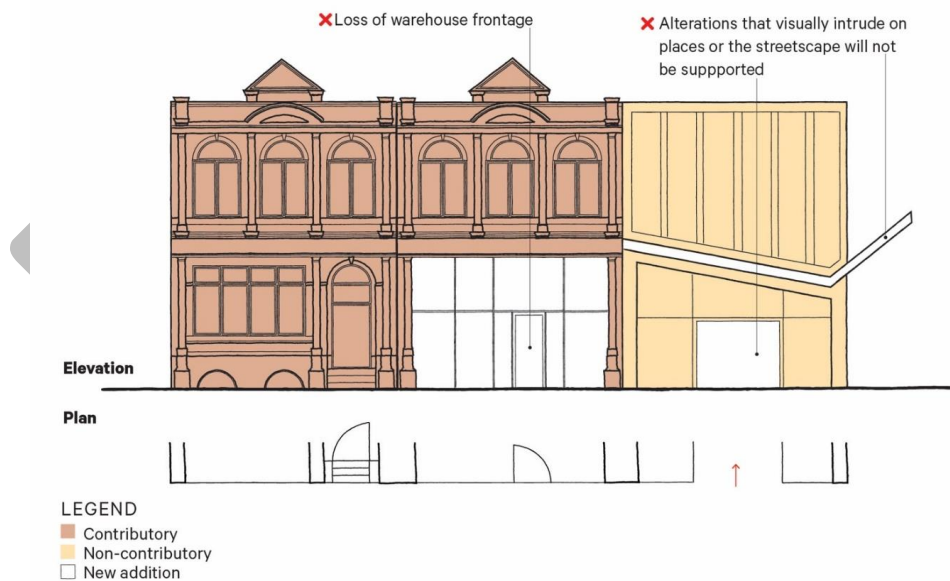 ✗ Loss of warehouse frontage
✗ Alterations that visually intrude on
places or the streetscape will not
be suppported
Elevation
Plan
LEGEND
Contributory
Non-contributory
New addition